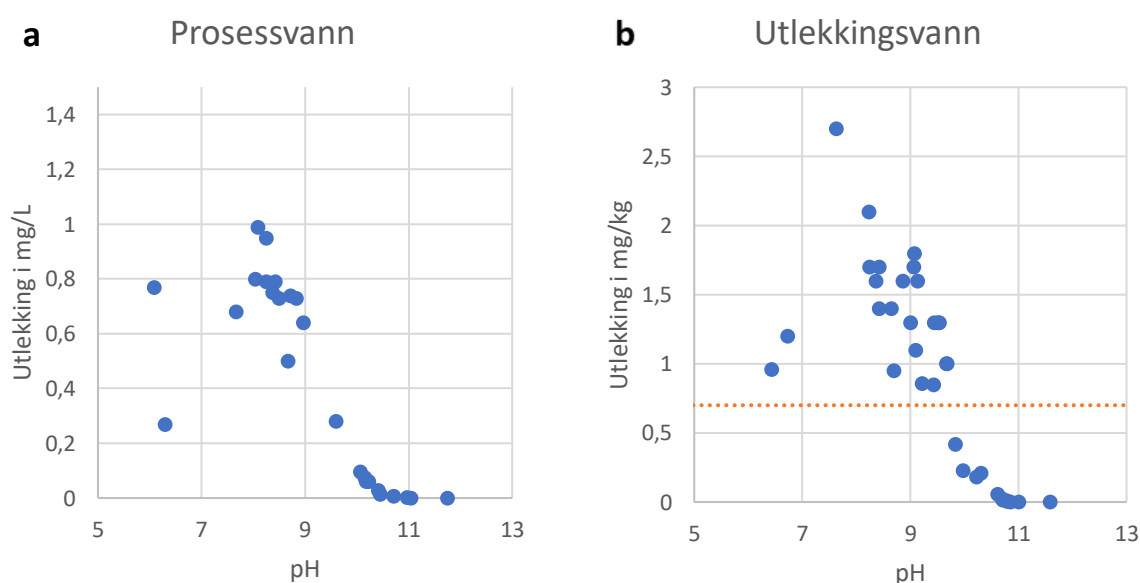 a Prosessvann
Utlekking i mg/L
1,4
1,2
1
0,8
0,6
0,4
0,2
0
5 7 9 11 13
pH
b Utlekkingsvann
Utlekking i mg/kg
3
2,5
2
1,5
1
0,5
0
5 7 9 11 13
pH